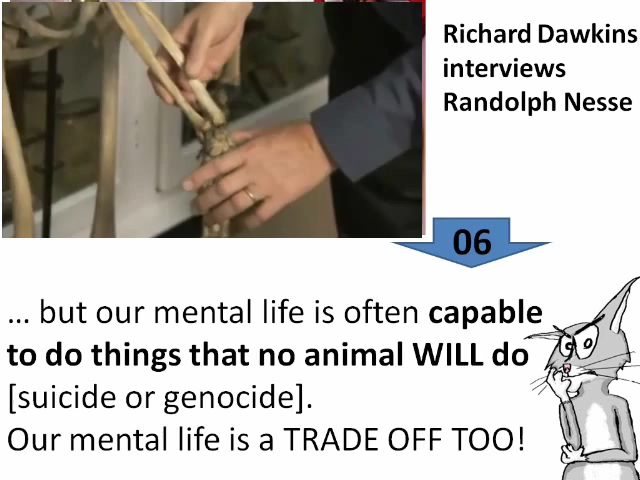 Richard Dawkins
interviews
Randolph Nesse
06
... but our mental life is often capable
to do things that no animal WILL do
[suicide or genocide].
Our mental life is a TRADE OFF TOO!